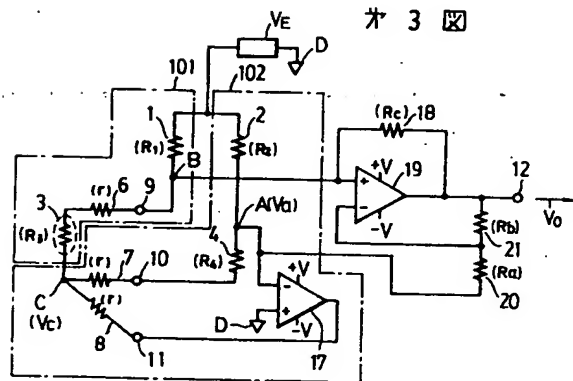 才 3 図
VE
D
101
102
1
(R1)
2
(R2)
B
(Rc)
18
+V
19
12
Vo
-V
(Rb)
21
(Ra)
20
3
(r)
6
9
(R3)
A(Va)
4
(R4)
C
(Vc)
(r)
7
10
(r)
8
11
D
+V
-V
17